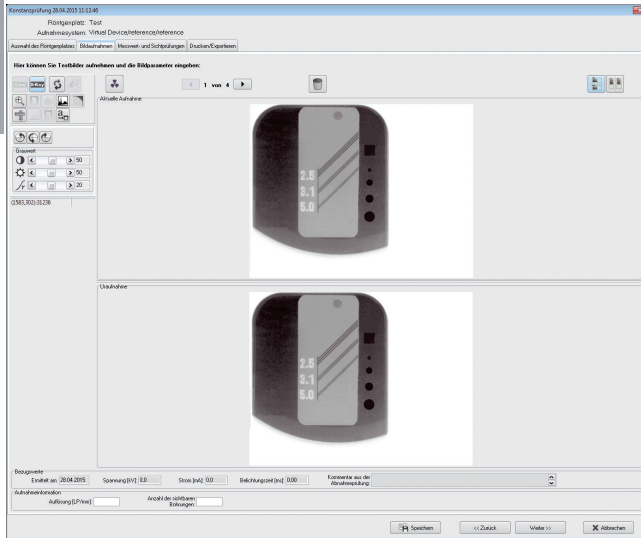 Konstanzprüfung 28.04.2015 11:12:46
Röntgenplatz: Test
Aufnahmesystem: Virtual Device/reference/reference
Auswahl des Röntgenplatzes Bildaufnahmen Messwert- und Sichtprüfungen Drucken/Exportieren
Hier können Sie Testbilder aufnehmen und die Bildparameter eingeben:
X-Ray
1 von 4
Aktuelle Aufnahme
2.5
3.1
5.0
Grauwert
50
50
20
(1583,302):31236
Uraufnahme
2.5
3.1
5.0
Bezugswerte
Ermittelt am: 28.04.2015 Spannung [kV]: 0,0 Strom [mA]: 0,0 Belichtungszeit [ms]: 0,00 Kommentar aus der Abnahmeprüfung:
Aufnahmeinformation
Auflösung [LP/mm]: Anzahl der sichtbaren Bohrungen:
Speichern << Zurück Weiter >> Abbrechen